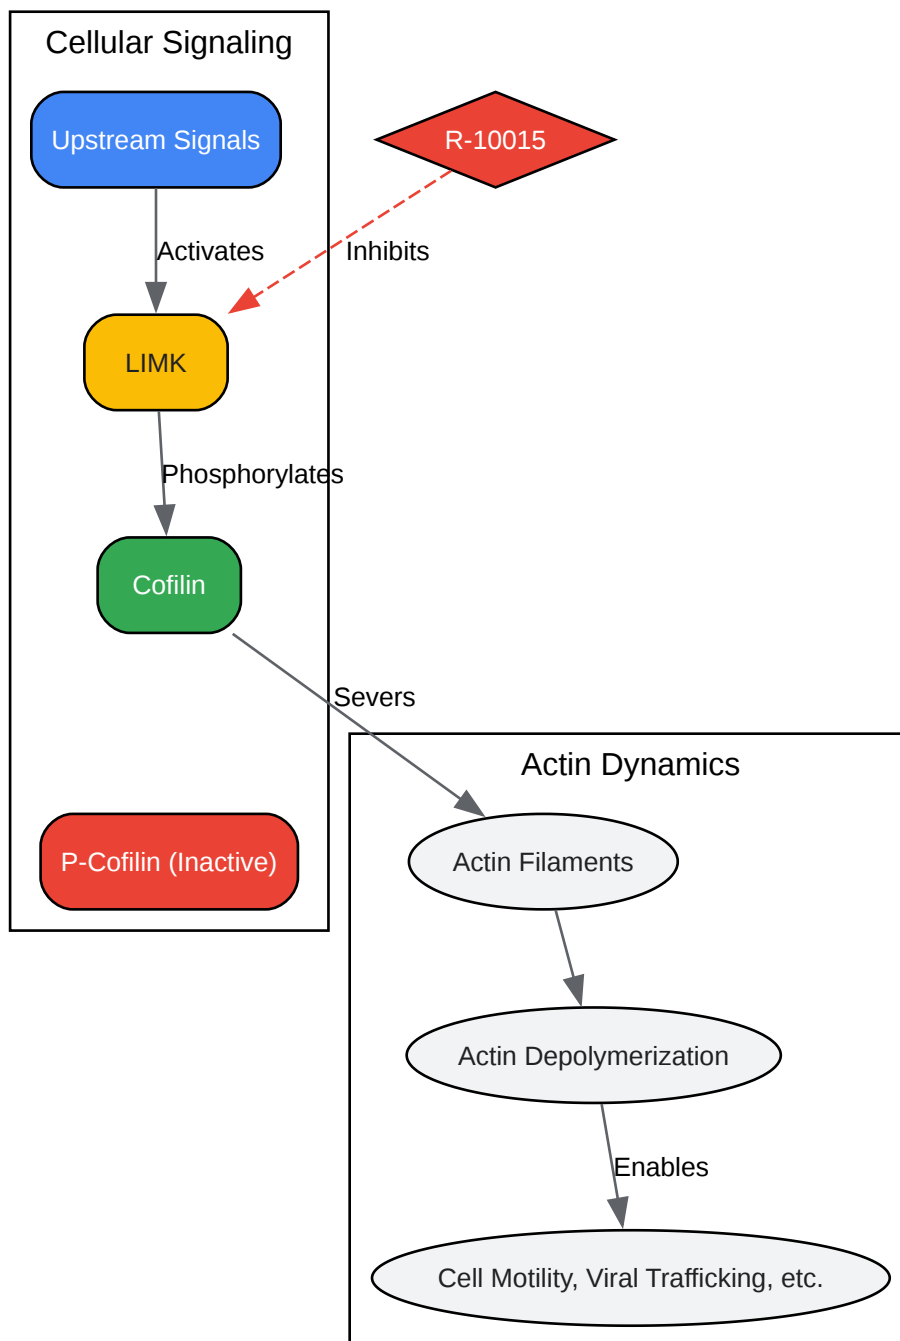 Cellular Signaling
Upstream Signals
R-10015
Activates
Inhibits
LIMK
Phosphorylates
Cofilin
Severs
Actin Dynamics
P-Cofilin (Inactive)
Actin Filaments
Actin Depolymerization
Enables
Cell Motility, Viral Trafficking, etc.